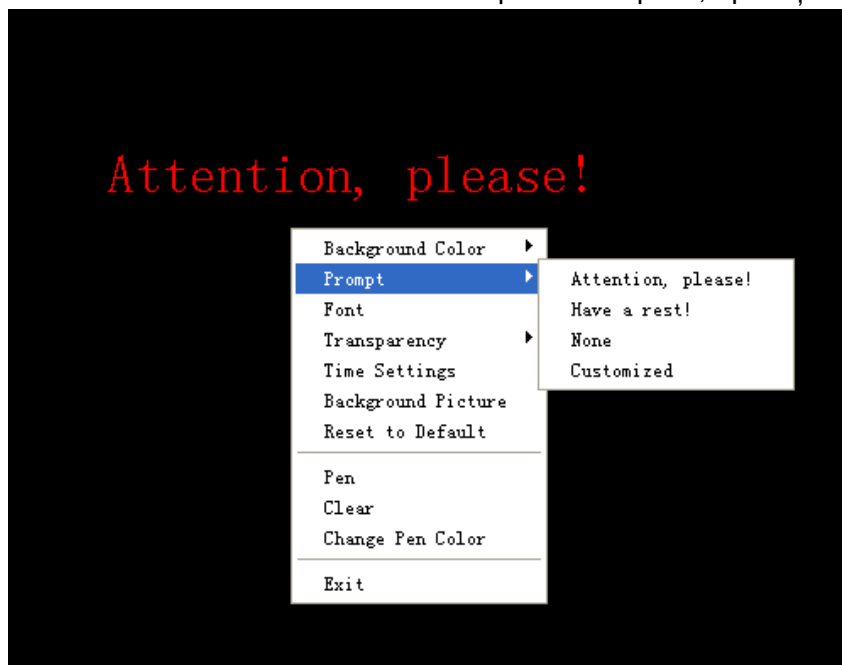 Attention, please!
Background Color
Prompt
Font
Transparency
Time Settings
Background Picture
Reset to Default
Pen
Clear
Change Pen Color
Exit
Attention, please!
Have a rest!
None
Customized